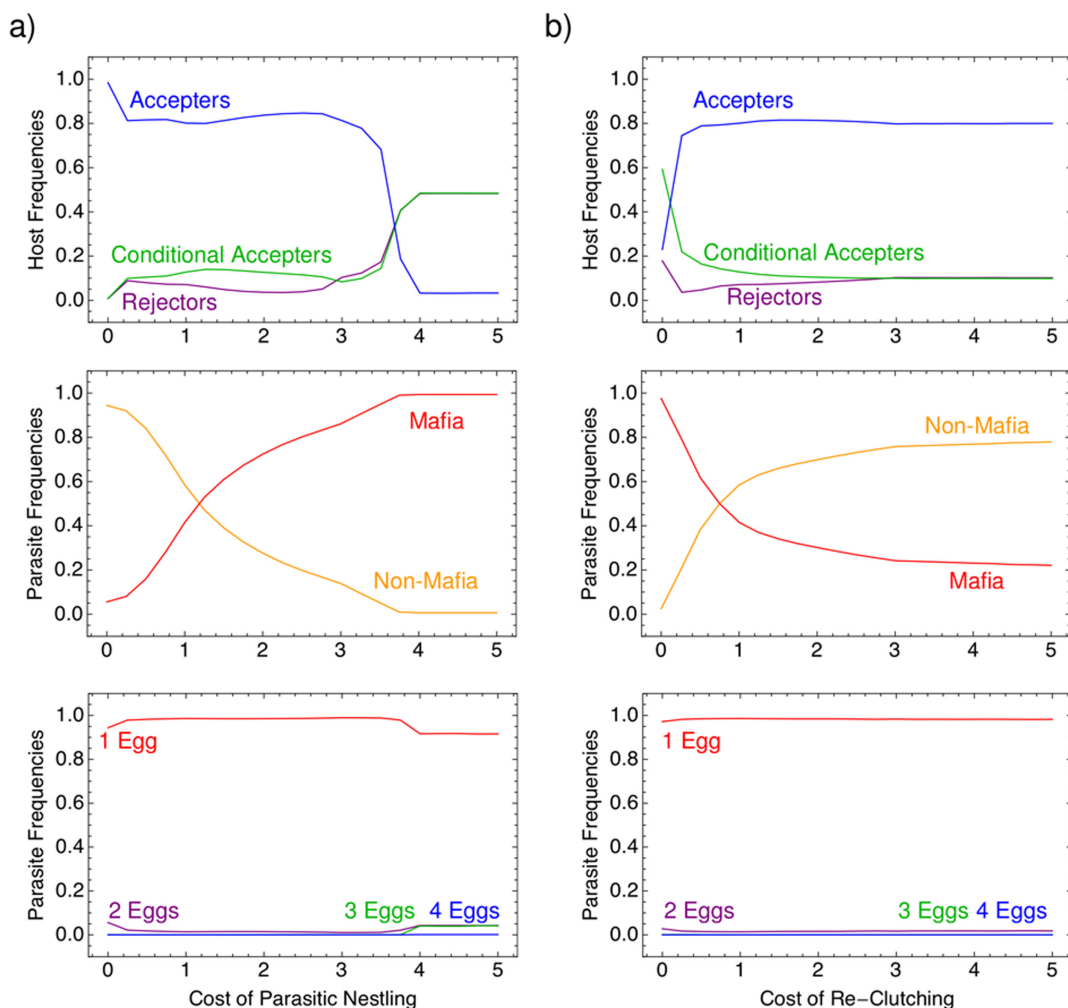 a)
1.0
0.8
0.6
0.4
0.2
0.0
Host Frequencies
Accepters
Conditional Accepters
Rejectors
0 1 2 3 4 5
1.0
0.8
0.6
0.4
0.2
0.0
Parasite Frequencies
Mafia
Non-Mafia
0 1 2 3 4 5
1.0
0.8
0.6
0.4
0.2
0.0
Parasite Frequencies
1 Egg
2 Eggs 3 Eggs 4 Eggs
0 1 2 3 4 5
Cost of Parasitic Nestling
b)
1.0
0.8
0.6
0.4
0.2
0.0
Host Frequencies
Accepters
Conditional Accepters
Rejectors
0 1 2 3 4 5
1.0
0.8
0.6
0.4
0.2
0.0
Parasite Frequencies
Non-Mafia
Mafia
0 1 2 3 4 5
1.0
0.8
0.6
0.4
0.2
0.0
Parasite Frequencies
1 Egg
2 Eggs 3 Eggs 4 Eggs
0 1 2 3 4 5
Cost of Re-Clutching